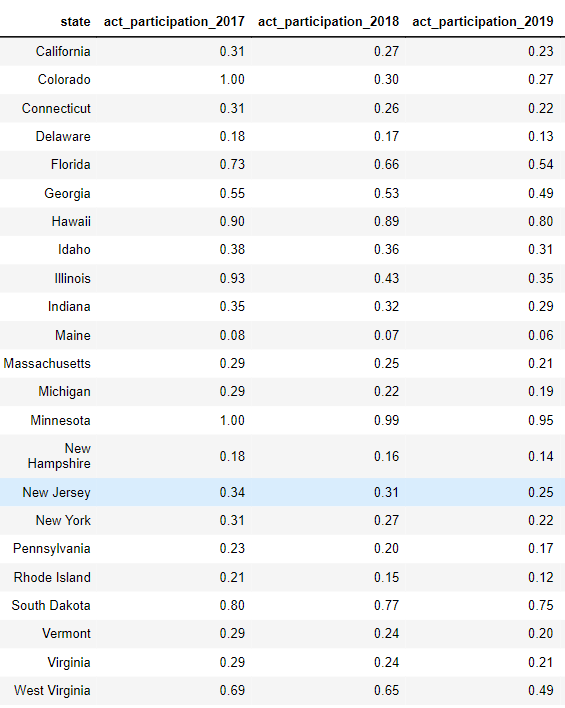 state act_participation_2017 act_participation_2018 act_participation_2019
California 0.31 0.27 0.23
Colorado 1.00 0.30 0.27
Connecticut 0.31 0.26 0.22
Delaware 0.18 0.17 0.13
Florida 0.73 0.66 0.54
Georgia 0.55 0.53 0.49
Hawaii 0.90 0.89 0.80
Idaho 0.38 0.36 0.31
Illinois 0.93 0.43 0.35
Indiana 0.35 0.32 0.29
Maine 0.08 0.07 0.06
Massachusetts 0.29 0.25 0.21
Michigan 0.29 0.22 0.19
Minnesota 1.00 0.99 0.95
New
Hampshire 0.18 0.16 0.14
New Jersey 0.34 0.31 0.25
New York 0.31 0.27 0.22
Pennsylvania 0.23 0.20 0.17
Rhode Island 0.21 0.15 0.12
South Dakota 0.80 0.77 0.75
Vermont 0.29 0.24 0.20
Virginia 0.29 0.24 0.21
West Virginia 0.69 0.65 0.49